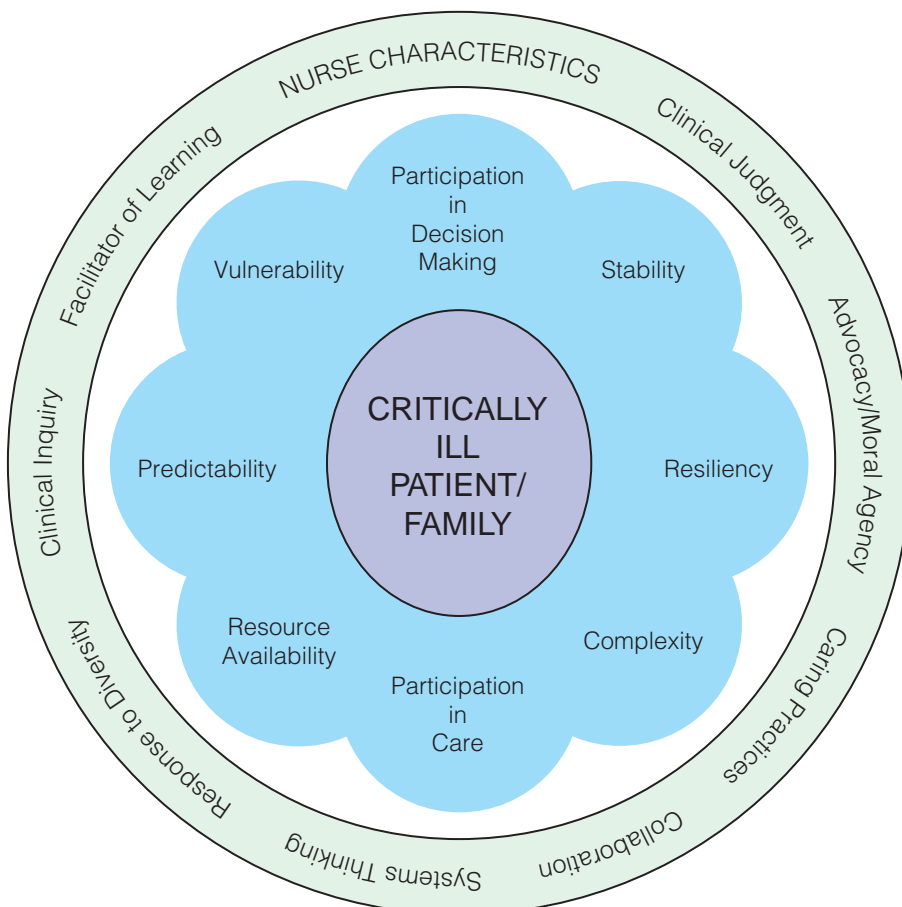 NURSE CHARACTERISTICS
Clinical Judgment
Advocacy/Moral Agency
Caring Practices
Collaboration
Systems Thinking
Response to Diversity
Clinical Inquiry
Facilitator of Learning
Participation
in
Decision
Making
Stability
Resiliency
Complexity
Participation
in
Care
Resource
Availability
Predictability
Vulnerability
CRITICALLY
ILL
PATIENT/
FAMILY